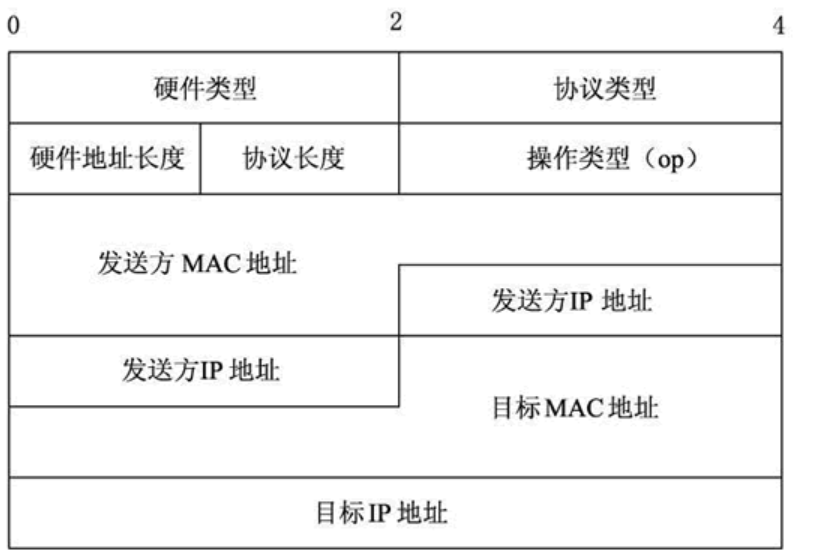 0 2 4
硬件类型 协议类型
硬件地址长度 协议长度 操作类型（op）
发送方 MAC 地址
发送方IP 地址
发送方IP 地址
目标MAC 地址
目标IP 地址